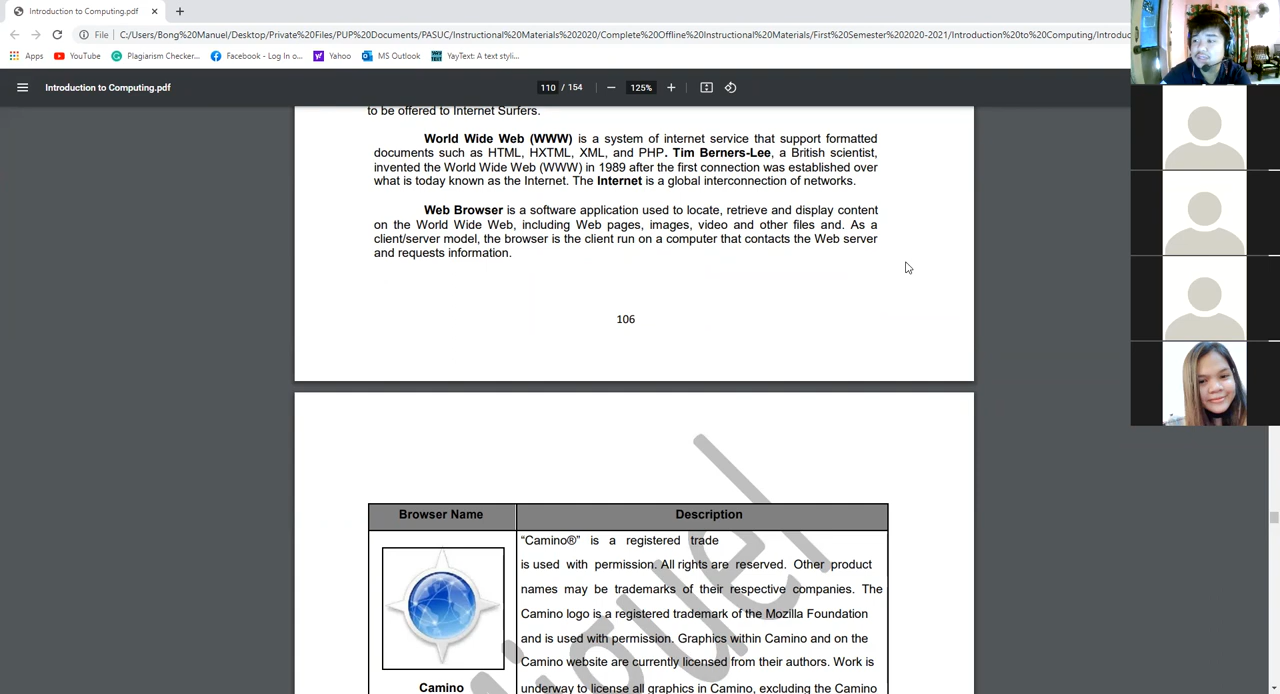 Introduction to Computing.pdf
File
C:/Users/Bong%20Manuel/Desktop/Private%20Files/PUP%20Documents/PASUC/Instructional%20Materials%202020/Complete%20Offline%20Instructional%20Materials/First%20Semester%202020-2021/Introduction%20to%20Computing/Introduc
Apps
YouTube
Plagiarism Checker...
Facebook - Log In o...
Yahoo
MS Outlook
YayText: A text styli...
Introduction to Computing.pdf
110 / 154
125%
to be offered to Internet Surfers.
World Wide Web (WWW) is a system of internet service that support formatted
documents such as HTML, HXTML, XML, and PHP. Tim Berners-Lee, a British scientist,
invented the World Wide Web (WWW) in 1989 after the first connection was established over
what is today known as the Internet. The Internet is a global interconnection of networks.
Web Browser is a software application used to locate, retrieve and display content
on the World Wide Web, including Web pages, images, video and other files and. As a
client/server model, the browser is the client run on a computer that contacts the Web server
and requests information.
106
Browser Name
Description
“Camino®” is a registered trade
is used with permission. All rights are reserved. Other product
names may be trademarks of their respective companies. The
Camino logo is a registered trademark of the Mozilla Foundation
and is used with permission. Graphics within Camino and on the
Camino website are currently licensed from their authors. Work is
underway to license all graphics in Camino, excluding the Camino
Camino